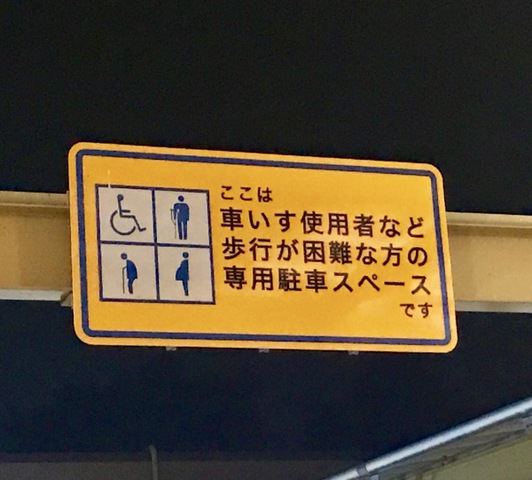 ここは
車いす使用者など
歩行が困難な方の
専用駐車スペース
です